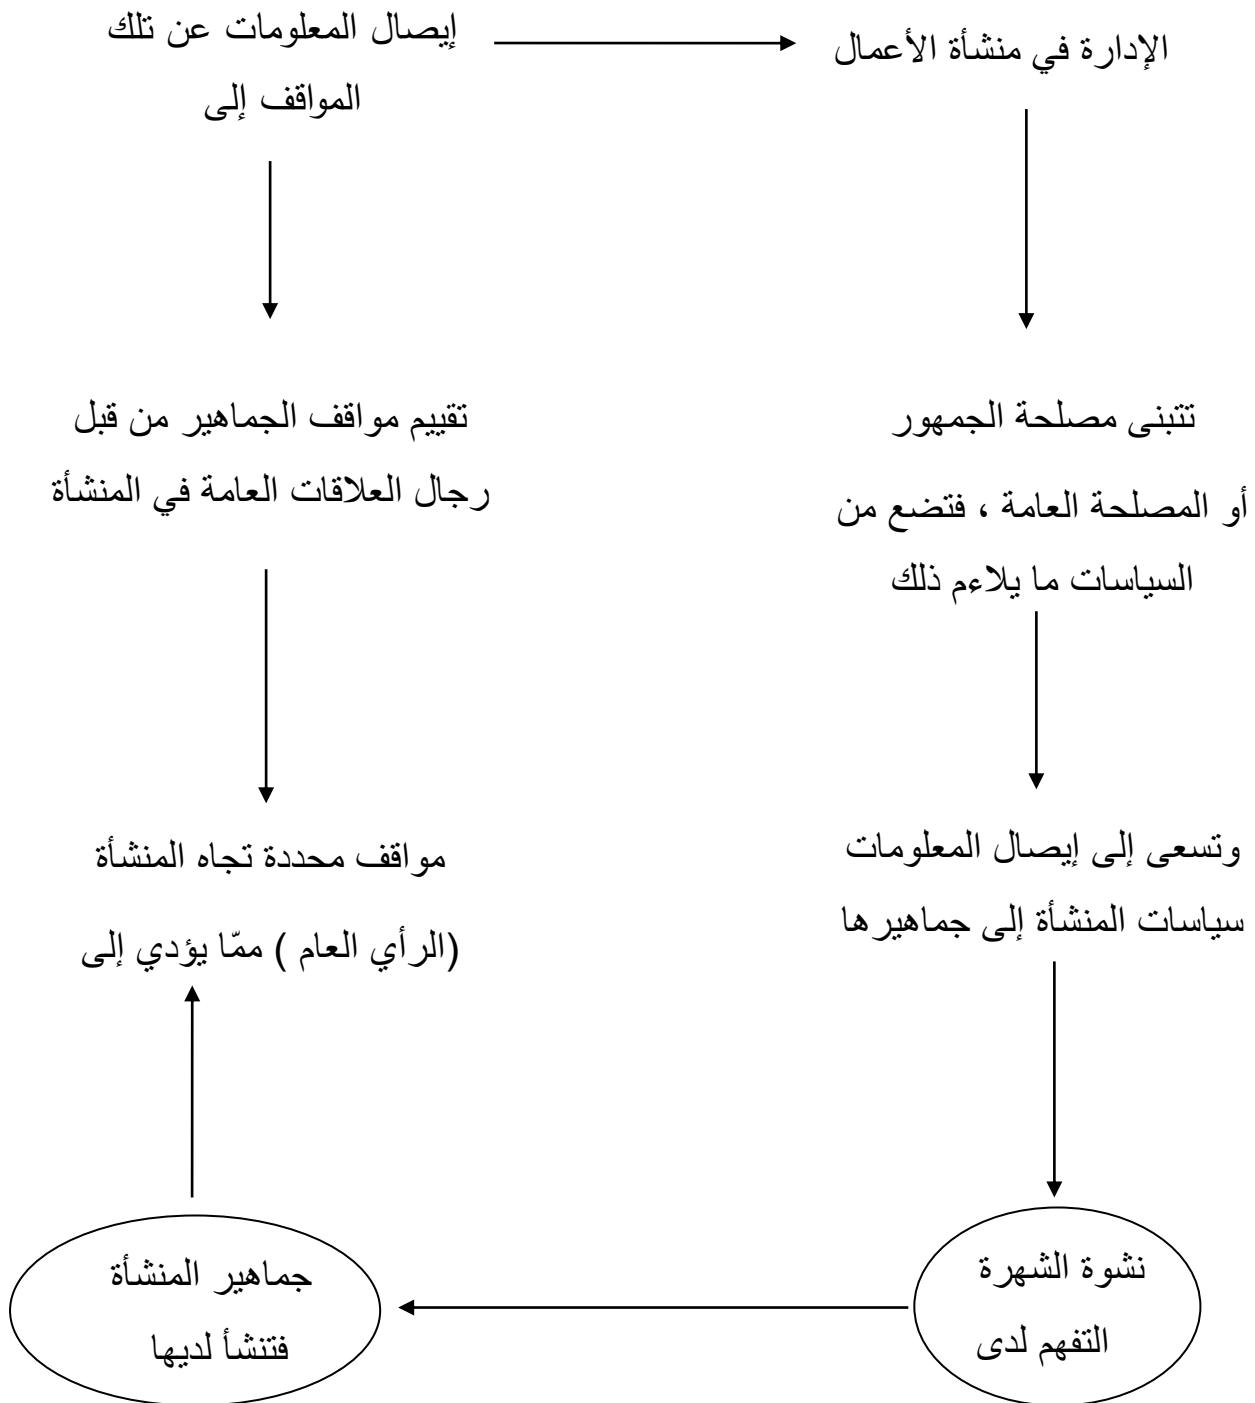 الإدارة في منشأة الأعمال
تتبنى مصلحة الجمهور
أو المصلحة العامة ، فتضع من
السياسات ما يلاءم ذلك
وتسعى إلى إيصال المعلومات
سياسات المنشأة إلى جماهيرها
نشوة الشهرة
التفهم لدى
جماهير المنشأة
فتنشأ لديها
مواقف محددة تجاه المنشأة
(الرأي العام ) ممّا يؤدي إلى
تقييم مواقف الجماهير من قبل
رجال العلاقات العامة في المنشأة
إيصال المعلومات عن تلك
المواقف إلى